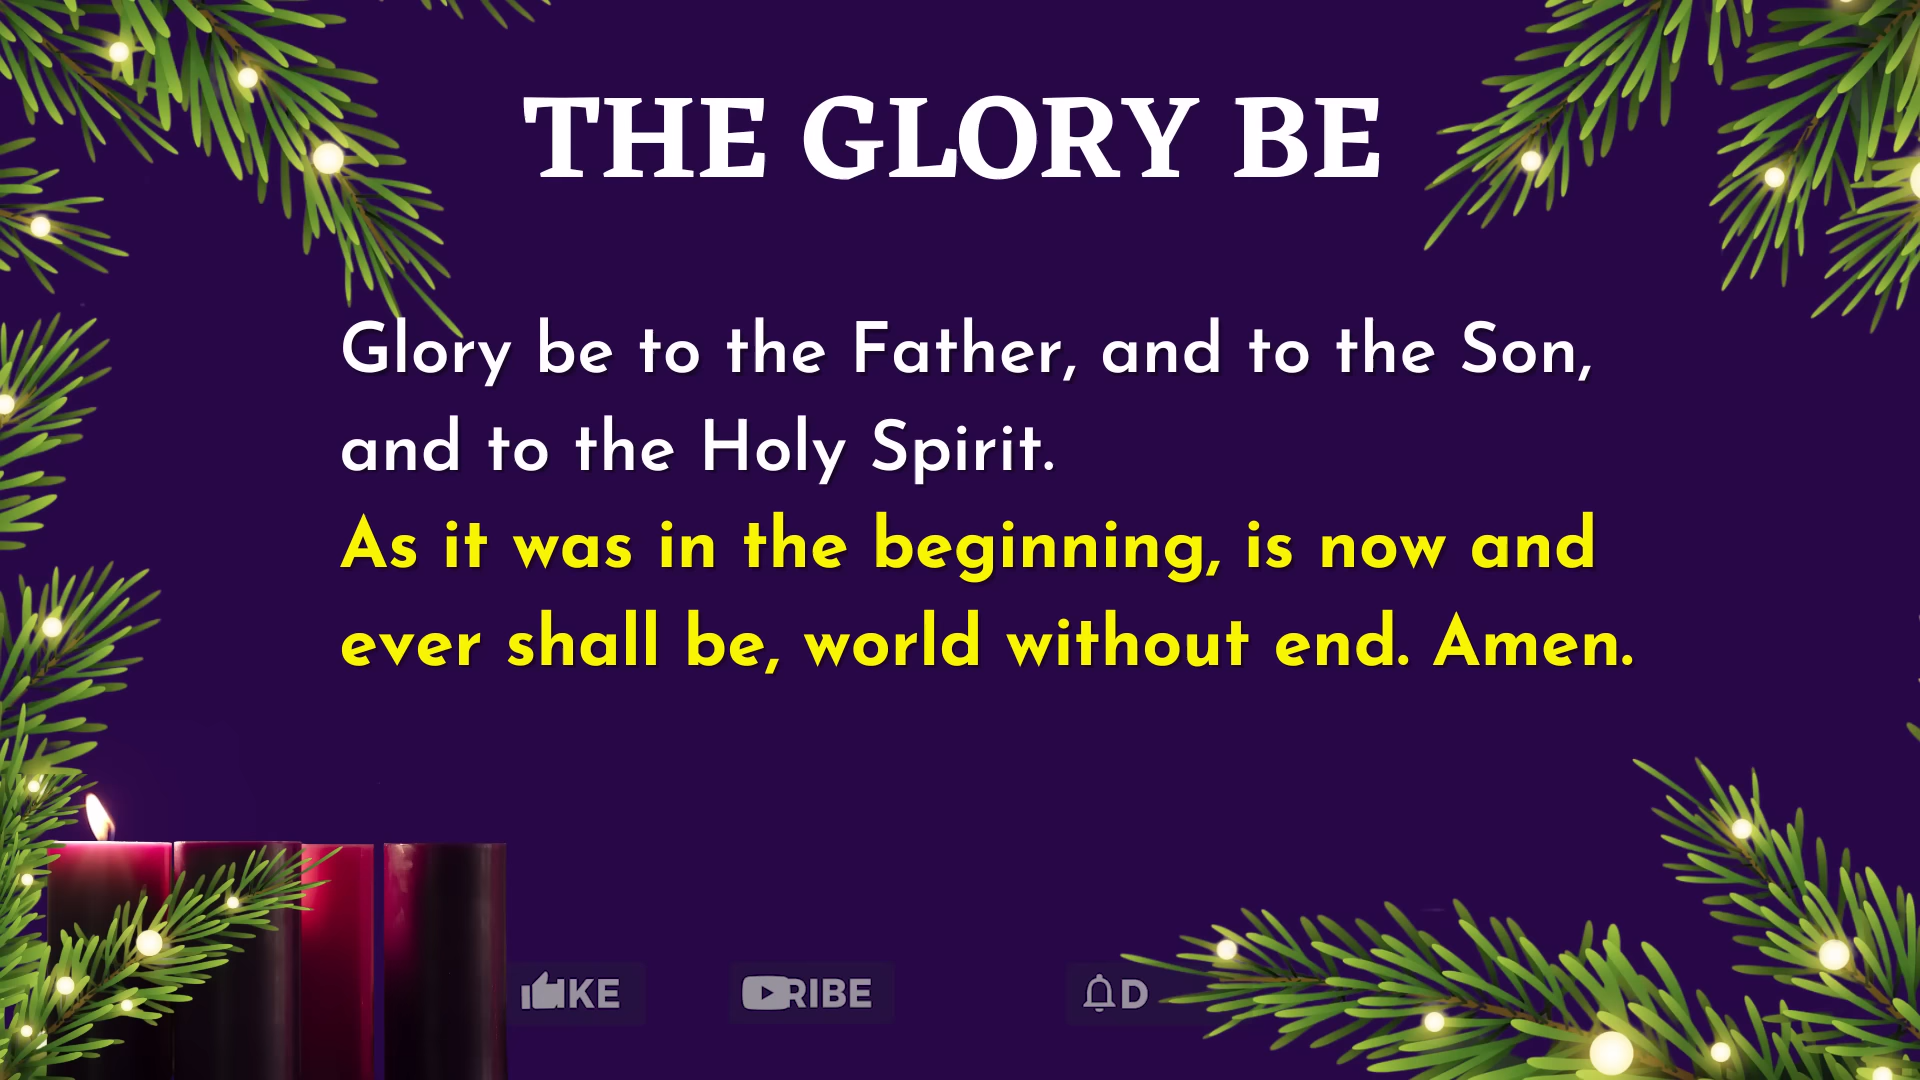 THE GLORY BE
Glory be to the Father, and to the Son,
and to the Holy Spirit.
As it was in the beginning, is now and
ever shall be, world without end. Amen.
IKE
RIBE
D